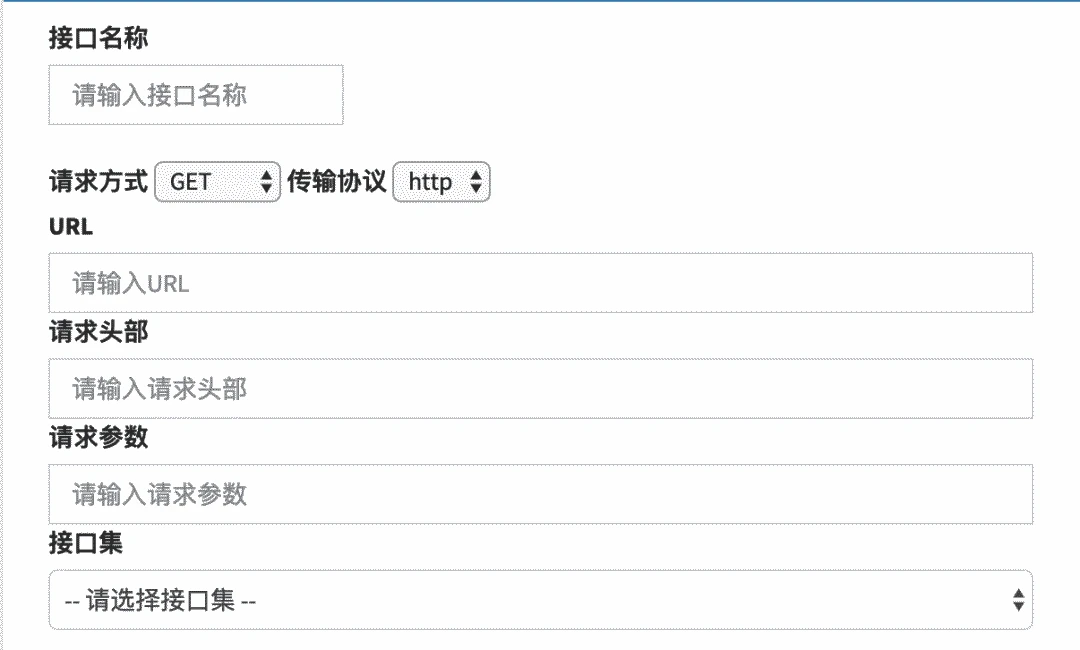 接口名称
请输入接口名称
请求方式 GET 传输协议 http
URL
请输入URL
请求头部
请输入请求头部
请求参数
请输入请求参数
接口集
-- 请选择接口集 --